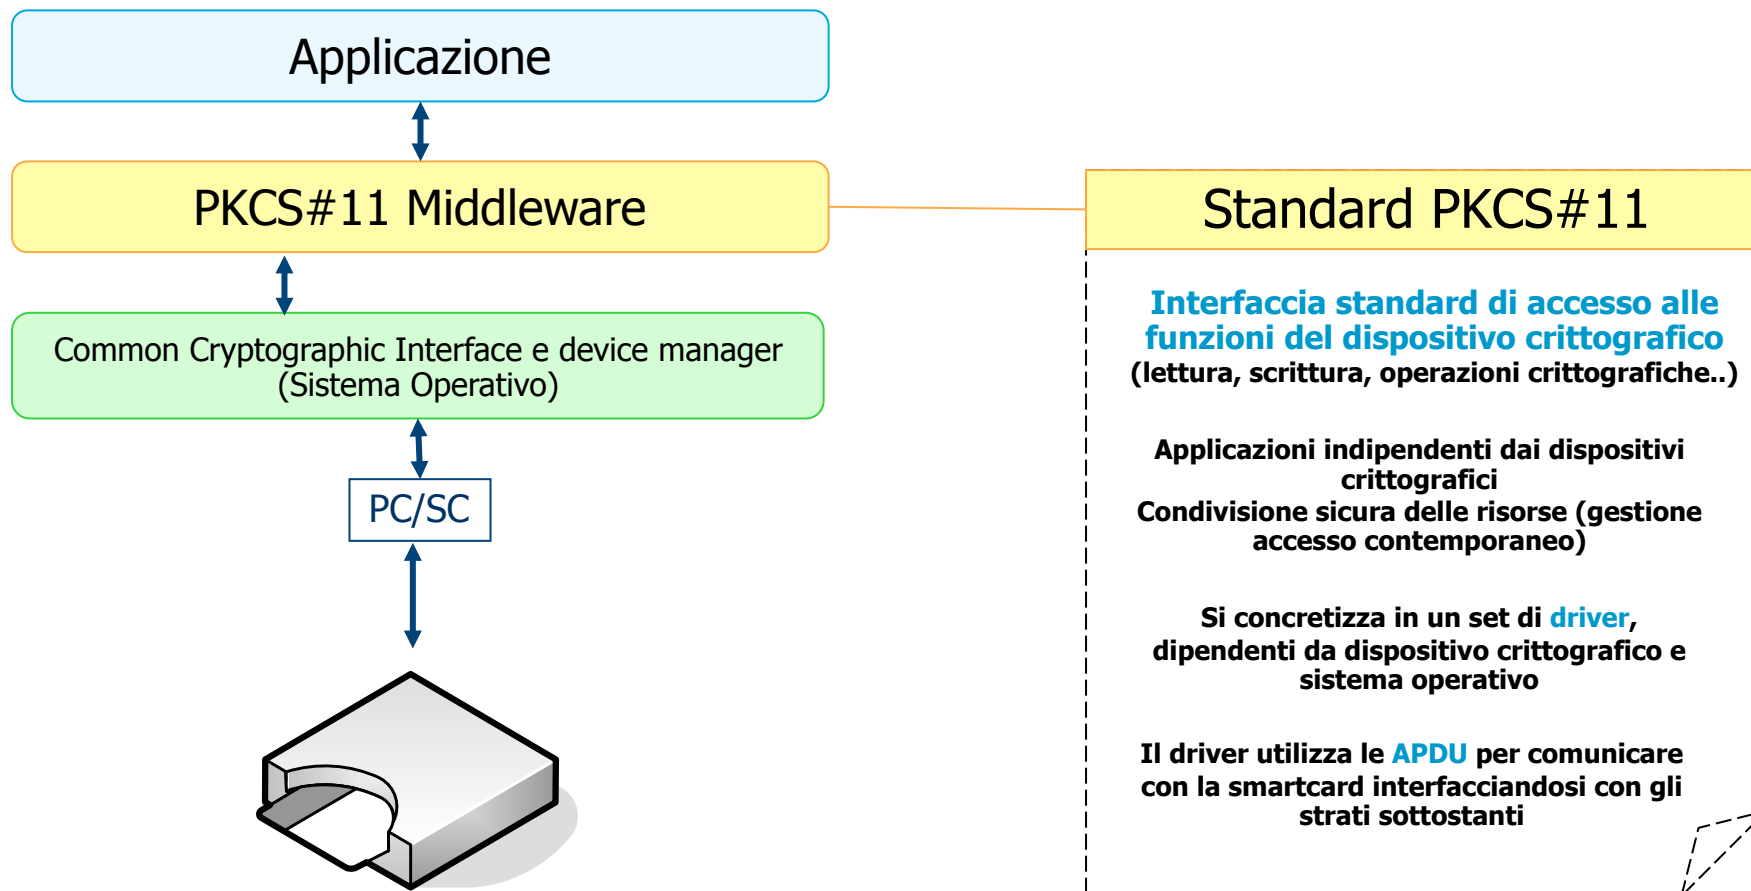 Applicazione
PKCS#11 Middleware
Common Cryptographic Interface e device manager
(Sistema Operativo)
PC/SC
Standard PKCS#11
Interfaccia standard di accesso alle
funzioni del dispositivo crittografico
(lettura, scrittura, operazioni crittografiche..)
Applicazioni indipendenti dai dispositivi
crittografici
Condivisione sicura delle risorse (gestione
accesso contemporaneo)
Si concretizza in un set di driver,
dipendenti da dispositivo crittografico e
sistema operativo
Il driver utilizza le APDU per comunicare
con la smartcard interfacciandosi con gli
strati sottostanti